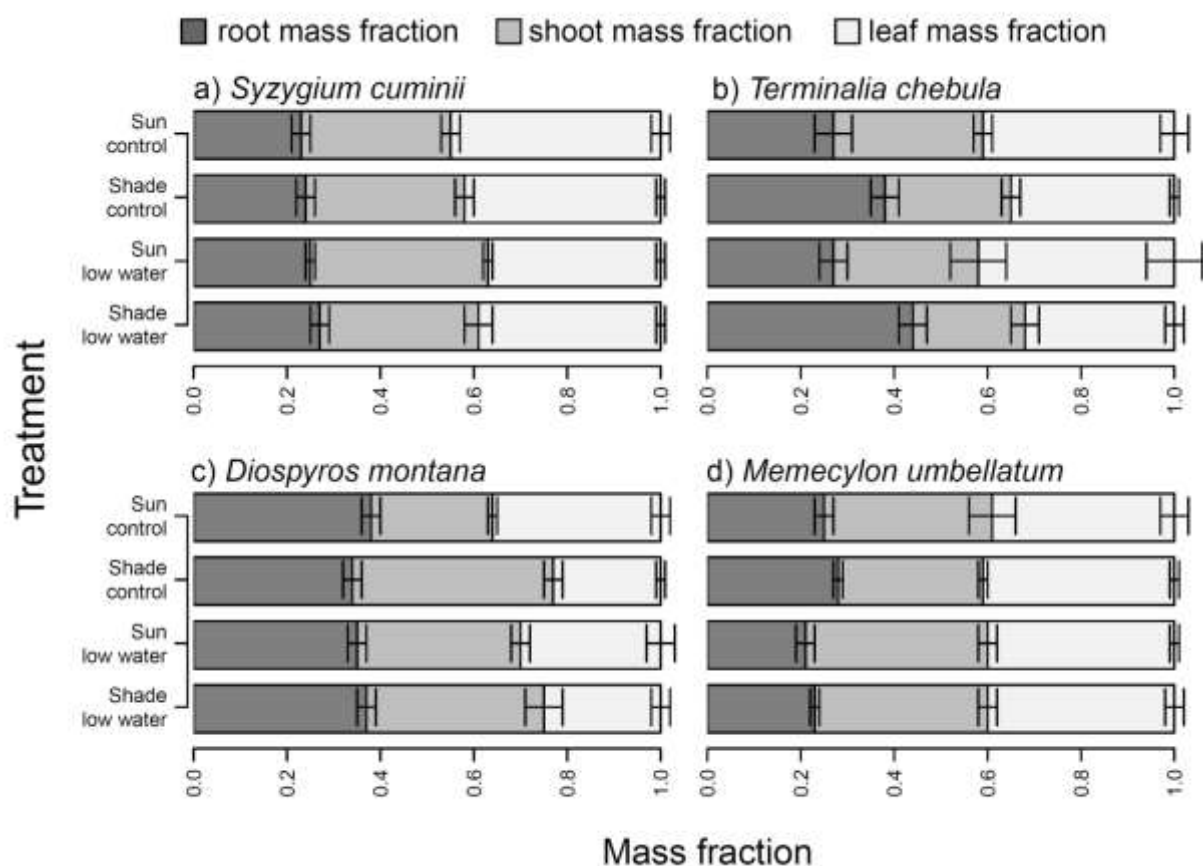 root mass fraction shoot mass fraction leaf mass fraction
a) Syzygium cuminii
b) Terminalia chebula
Sun
control
Shade
control
Sun
low water
Shade
low water
0.0 0.2 0.4 0.6 0.8 1.0
0.0 0.2 0.4 0.6 0.8 1.0
Treatment
c) Diospyros montana
d) Memecylon umbellatum
Sun
control
Shade
control
Sun
low water
Shade
low water
0.0 0.2 0.4 0.6 0.8 1.0
0.0 0.2 0.4 0.6 0.8 1.0
Mass fraction